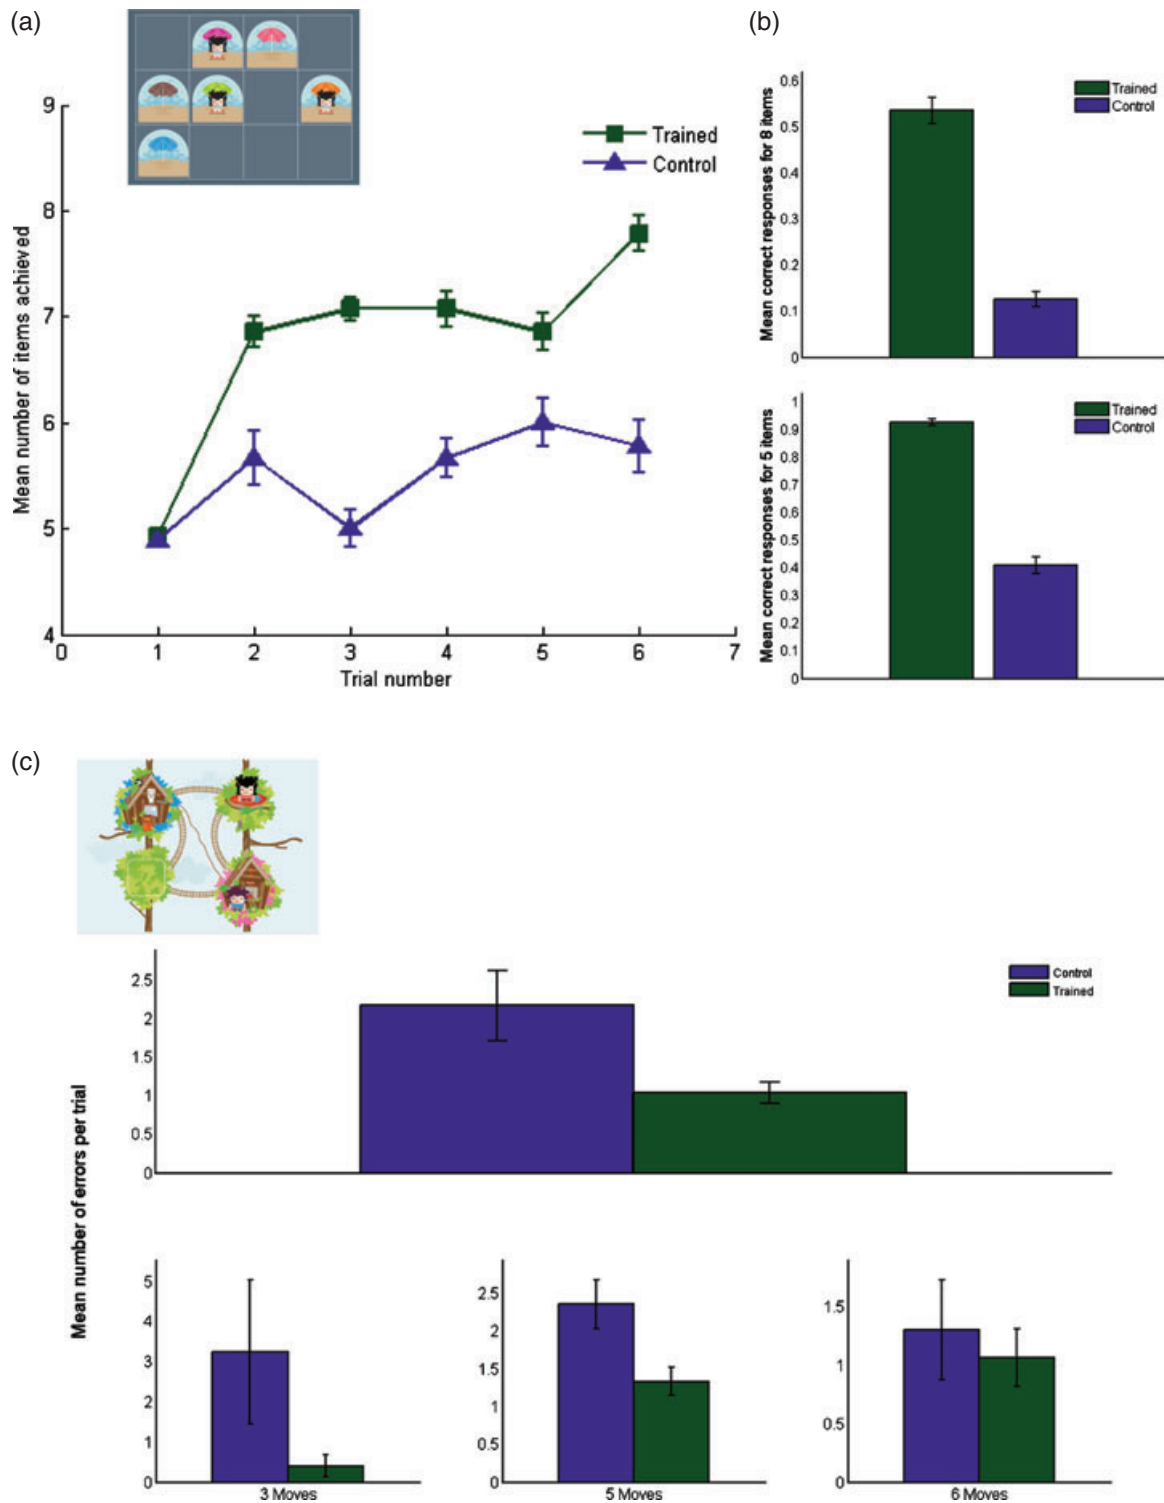 (a)
9
8
7
6
5
4
0
1
2
3
4
5
6
7
Mean number of items achieved
Trial number
Trained
Control
(b)
0.6
0.5
0.4
0.3
0.2
0.1
0
Mean correct responses for 8 items
Trained
Control
1
0.9
0.8
0.7
0.6
0.5
0.4
0.3
0.2
0.1
0
Mean correct responses for 5 items
Trained
Control
(c)
Mean number of errors per trial
2.5
2
1.5
1
0.5
0
Control
Trained
5
4
3
2
1
0
3 Moves
2.5
2
1.5
1
0.5
0
5 Moves
1.5
1
0.5
0
6 Moves